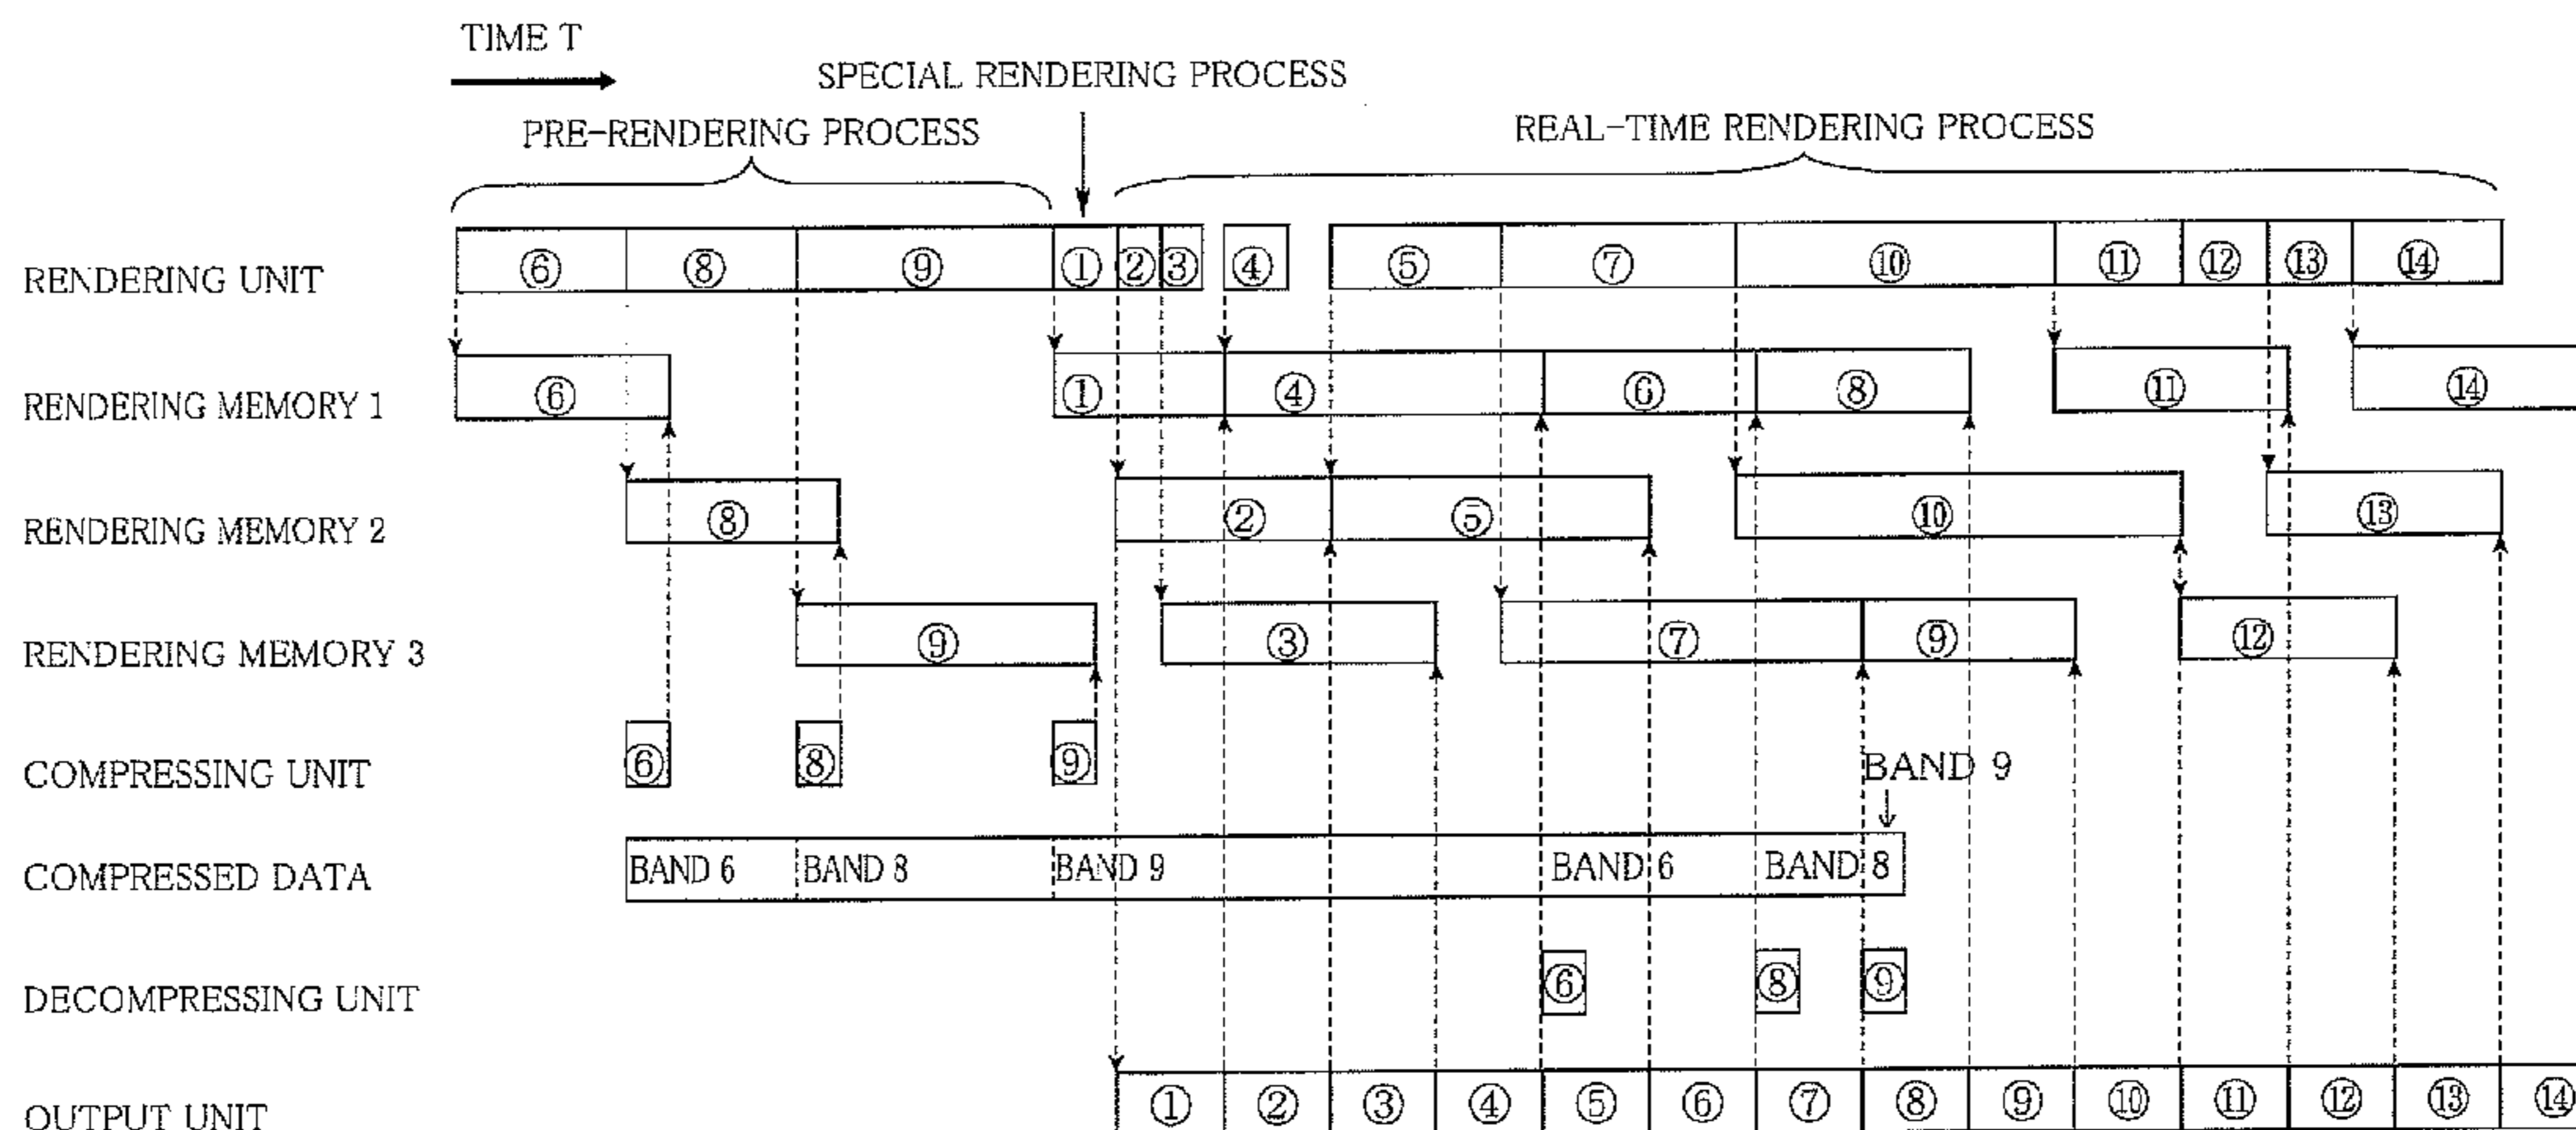 TIME T
SPECIAL RENDERING PROCESS
PRE-RENDERING PROCESS
REAL-TIME RENDERING PROCESS
RENDERING UNIT ⑥ ⑧ ⑨ ① ② ③ ④ ⑤ ⑦ ⑩ ⑪ ⑫ ⑬ ⑭
RENDERING MEMORY 1 ⑥ ① ④ ⑥ ⑧ ⑪ ⑭
RENDERING MEMORY 2 ⑧ ② ⑤ ⑩ ⑬
RENDERING MEMORY 3 ⑨ ③ ⑦ ⑨ ⑫
COMPRESSING UNIT ⑥ ⑧ ⑨
BAND 9
COMPRESSED DATA BAND 6 BAND 8 BAND 9 BAND 6 BAND 8
DECOMPRESSING UNIT ⑥ ⑧ ⑨
OUTPUT UNIT ① ② ③ ④ ⑤ ⑥ ⑦ ⑧ ⑨ ⑩ ⑪ ⑫ ⑬ ⑭